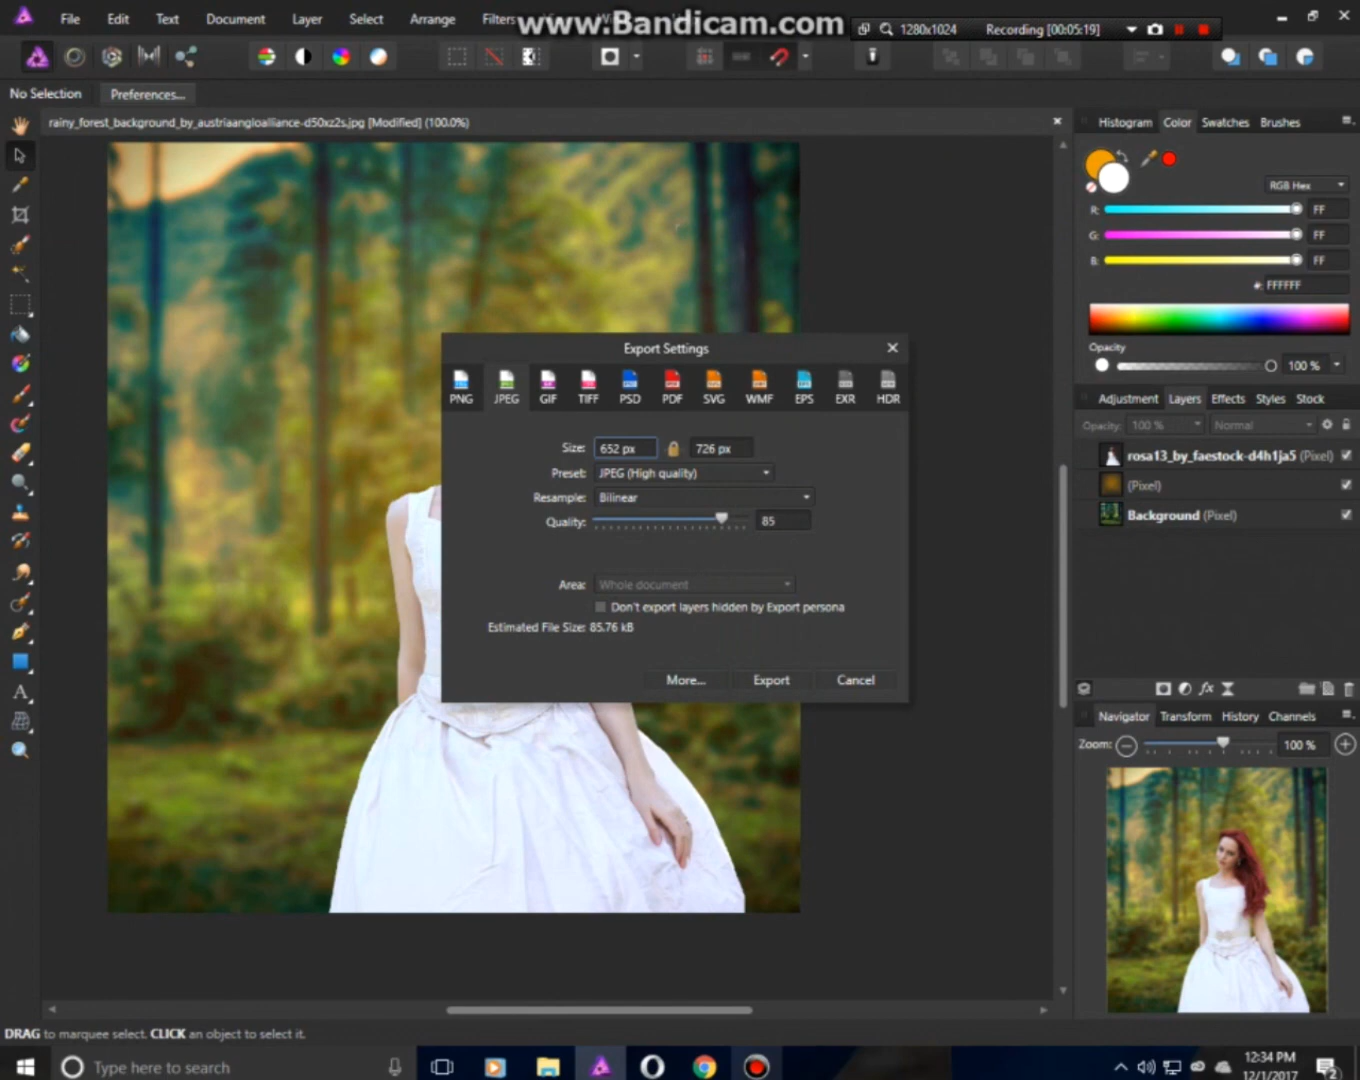 File Edit Text Document Layer Select Arrange Filters
www.Bandicam.com
1280x1024 Recording [00:05:19]
No Selection Preferences...
rainy_forest_background_by_austriaangloalliance-d50xz2s.jpg [Modified] (100.0%)
Histogram Color Swatches Brushes
RGB Hex
R: FF
G: FF
B: FF
#: FFFFFF
Opacity
100 %
Export Settings
PNG JPEG GIF TIFF PSD PDF SVG WMF EPS EXR HDR
Size: 652 px 726 px
Preset: JPEG (High quality)
Resample: Bilinear
Quality: 85
Area: Whole document
Don't export layers hidden by Export persona
Estimated File Size: 85.76 kB
More... Export Cancel
Adjustment Layers Effects Styles Stock
Opacity: 100 % Normal
rosa13_by_faestock-d4h1ja5 (Pixel)
(Pixel)
Background (Pixel)
fx
Navigator Transform History Channels
Zoom: 100 %
DRAG to marquee select. CLICK an object to select it.
Type here to search
12:34 PM
12/1/2017
2